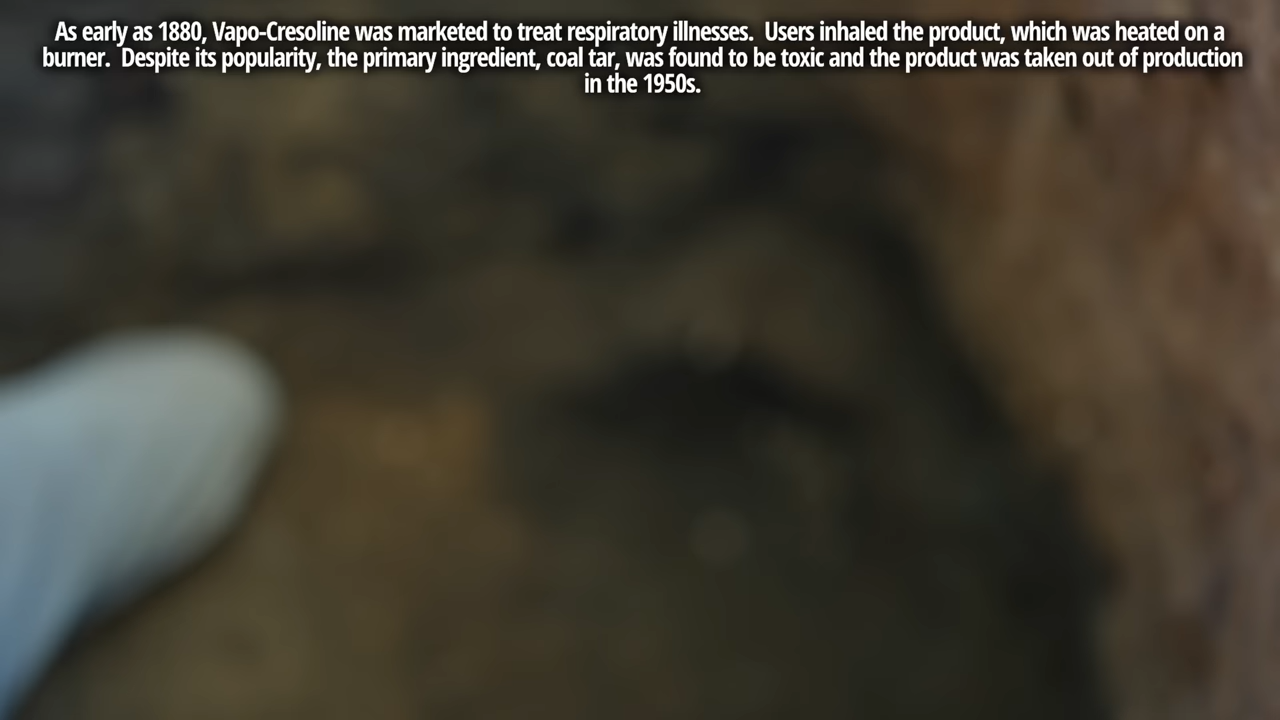 As early as 1880, Vapo-Cresoline was marketed to treat respiratory illnesses.  Users inhaled the product, which was heated on a
burner.  Despite its popularity, the primary ingredient, coal tar, was found to be toxic and the product was taken out of production
in the 1950s.